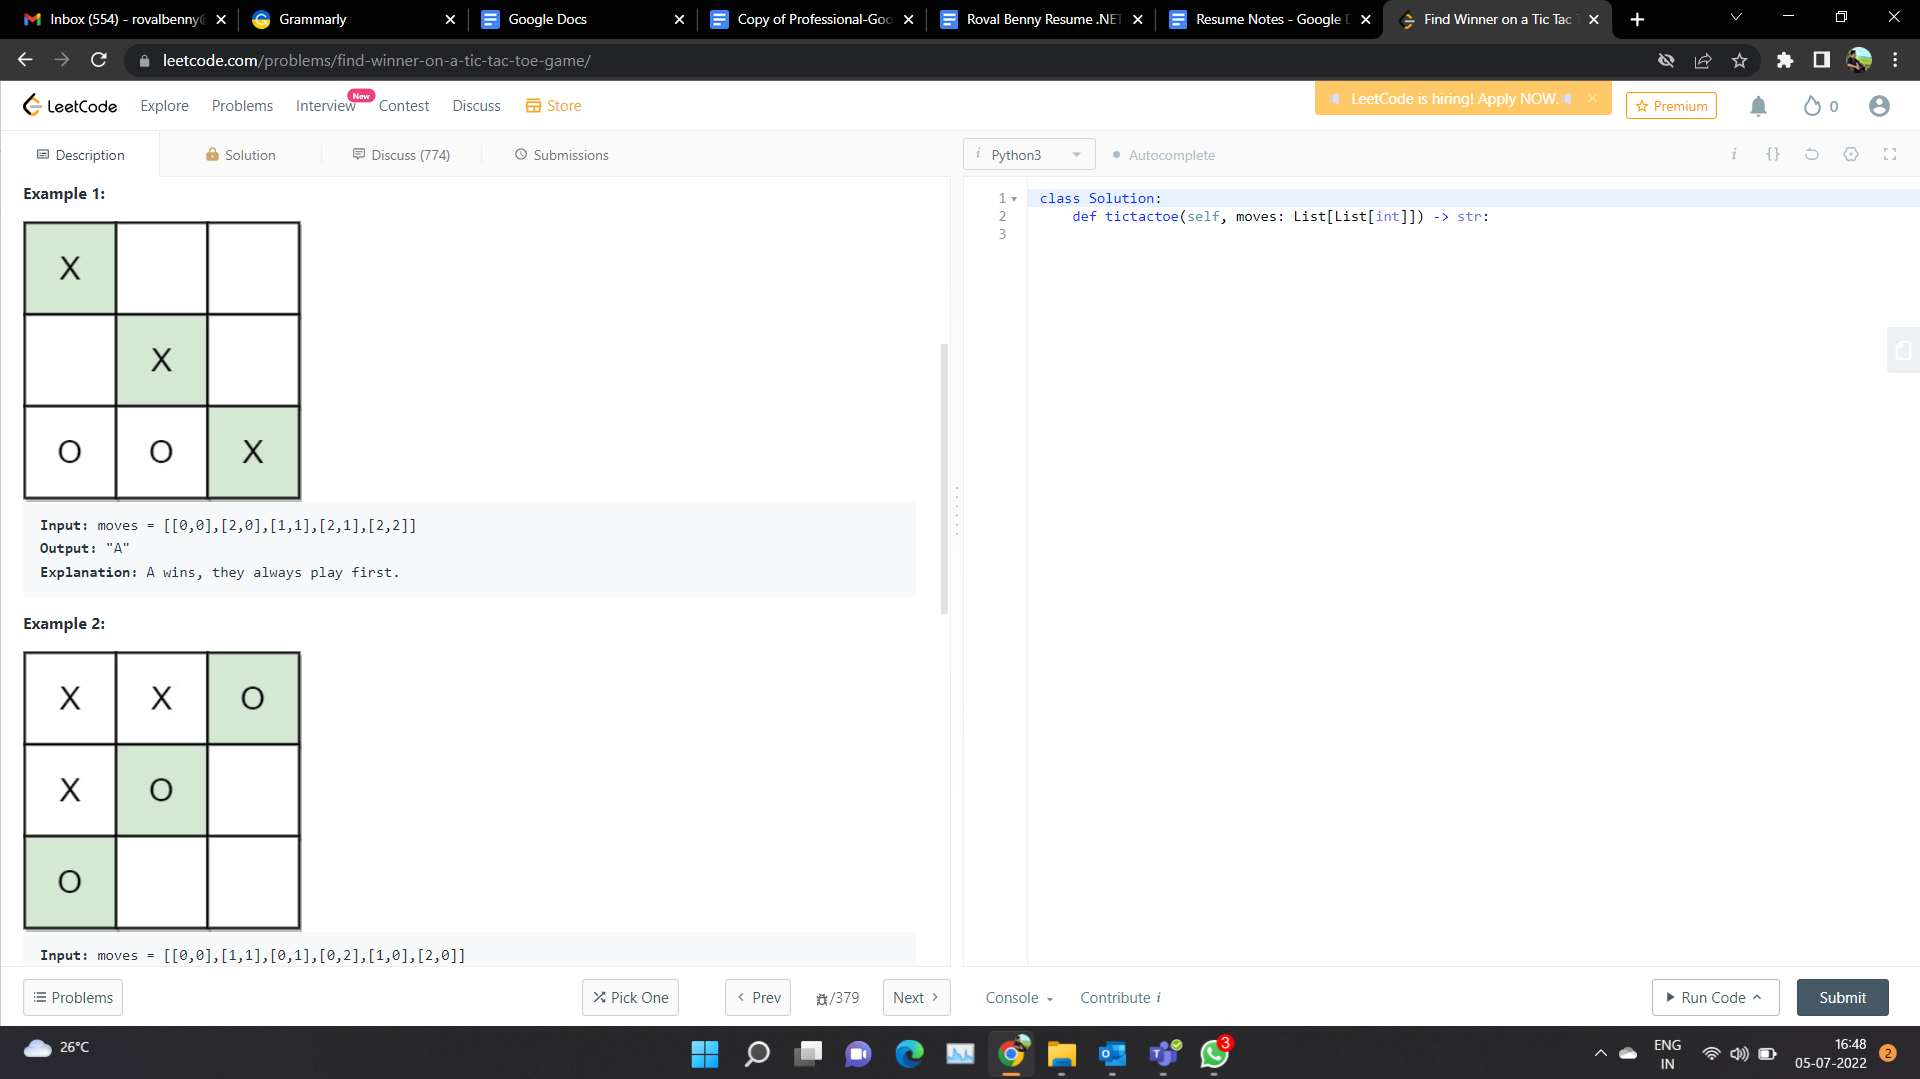 Inbox (554) - rovalbenny@
Grammarly
Google Docs
Copy of Professional-Goo
Roval Benny Resume .NET
Resume Notes - Google D
Find Winner on a Tic Tac T
leetcode.com/problems/find-winner-on-a-tic-tac-toe-game/
LeetCode
Explore
Problems
Interview
New
Contest
Discuss
Store
LeetCode is hiring! Apply NOW.
Premium
0
Description
Solution
Discuss (774)
Submissions
i Python3
Autocomplete
i {}
Example 1:
X
X
O O X
Input: moves = [[0,0],[2,0],[1,1],[2,1],[2,2]]
Output: "A"
Explanation: A wins, they always play first.
Example 2:
X X O
X O
O
Input: moves = [[0,0],[1,1],[0,1],[0,2],[1,0],[2,0]]
1 class Solution:
2 def tictactoe(self, moves: List[List[int]]) -> str:
3
Problems
Pick One
Prev
/379
Next
Console
Contribute i
Run Code
Submit
26°C
3
ENG
IN
16:48
05-07-2022
2